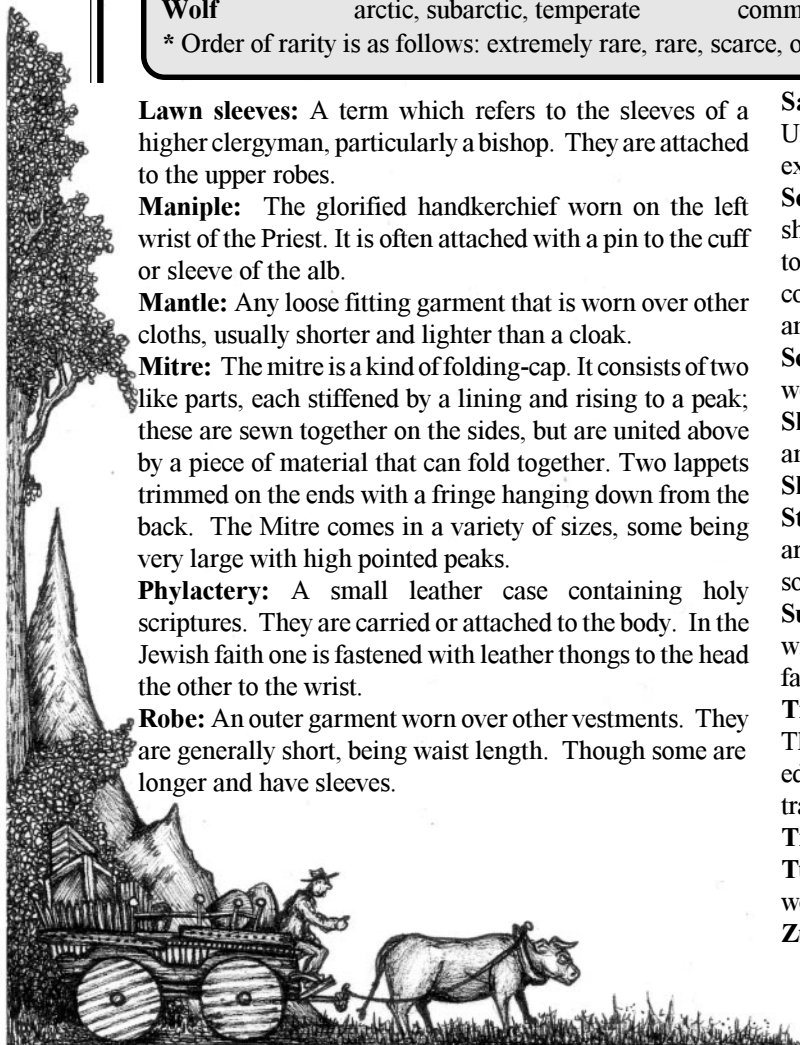 Wolf arctic, subarctic, temperate
* Order of rarity is as follows: extremely rare, rare, scarce,
Lawn sleeves: A term which refers to the sleeves of a
higher clergyman, particularly a bishop. They are attached
to the upper robes.
Maniple: The glorified handkerchief worn on the left
wrist of the Priest. It is often attached with a pin to the cuff
or sleeve of the alb.
Mantle: Any loose fitting garment that is worn over other
cloths, usually shorter and lighter than a cloak.
Mitre: The mitre is a kind of folding-cap. It consists of two
like parts, each stiffened by a lining and rising to a peak;
these are sewn together on the sides, but are united above
by a piece of material that can fold together. Two lappets
trimmed on the ends with a fringe hanging down from the
back. The Mitre comes in a variety of sizes, some being
very large with high pointed peaks.
Phylactery: A small leather case containing holy
scriptures. They are carried or attached to the body. In the
Jewish faith one is fastened with leather thongs to the head
the other to the wrist.
Robe: An outer garment worn over other vestments. They
are generally short, being waist length. Though some are
longer and have sleeves.